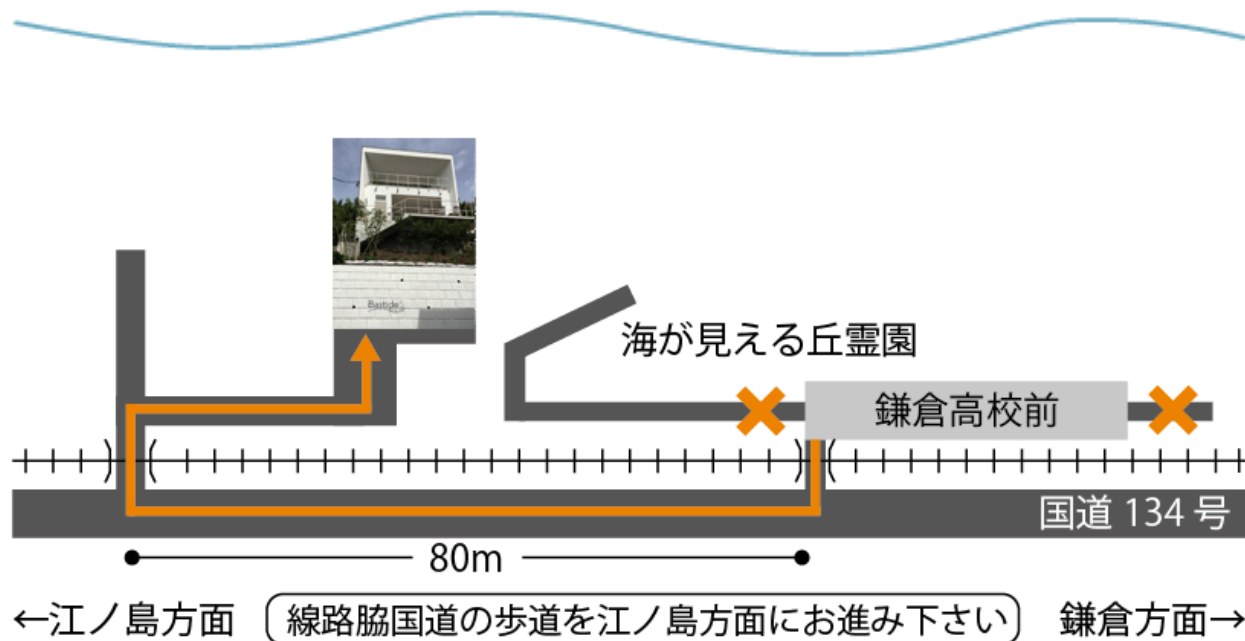 Bastide
海が見える丘霊園
鎌倉高校前
国道 134 号
80m
←江ノ島方面
線路脇国道の歩道を江ノ島方面にお進み下さい
鎌倉方面→